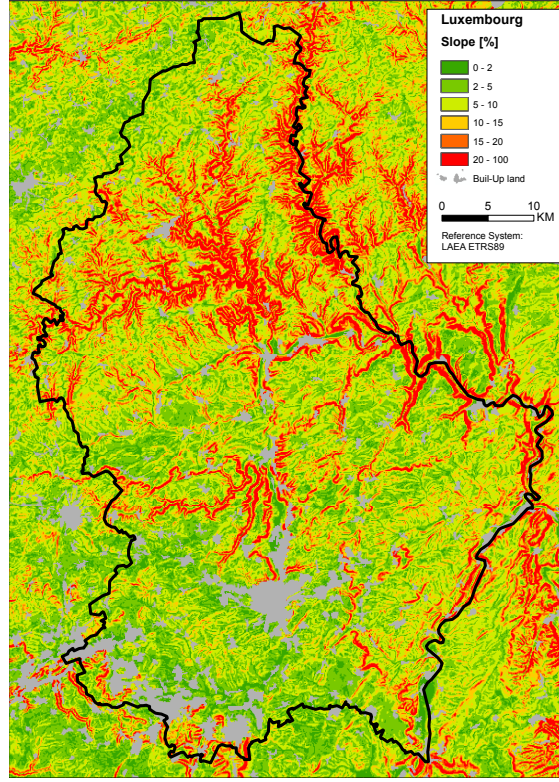 Luxembourg
Slope [%]
0 - 2
2 - 5
5 - 10
10 - 15
15 - 20
20 - 100
Buil-Up land
0 5 10
KM
Reference System:
LAEA ETRS89